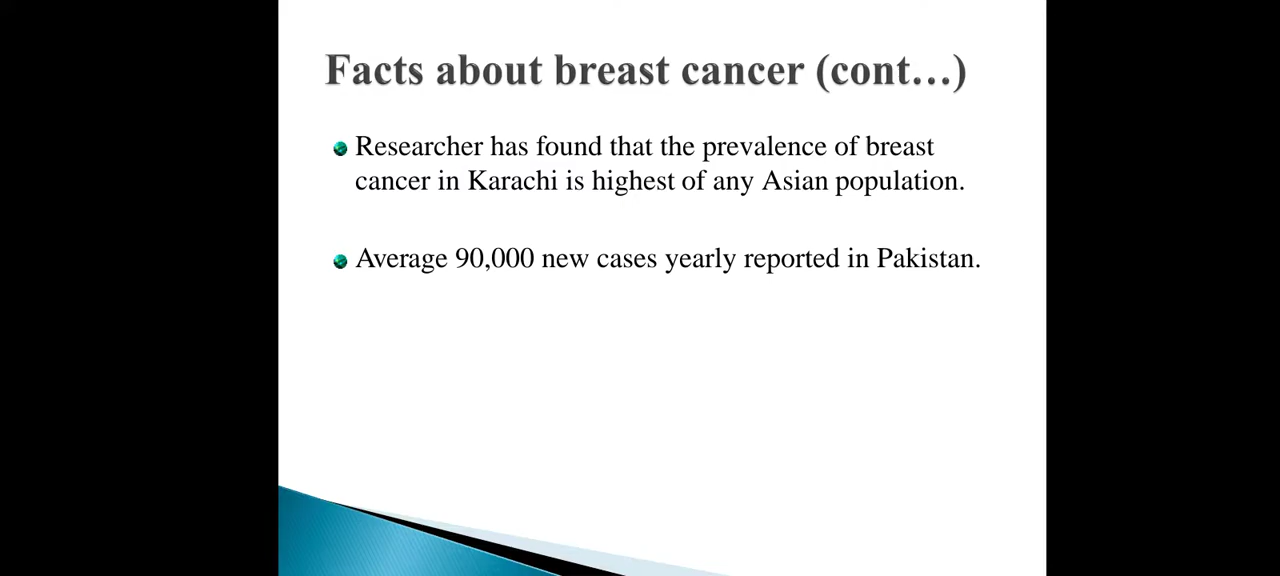 Facts about breast cancer (cont…)
Researcher has found that the prevalence of breast
cancer in Karachi is highest of any Asian population.
Average 90,000 new cases yearly reported in Pakistan.